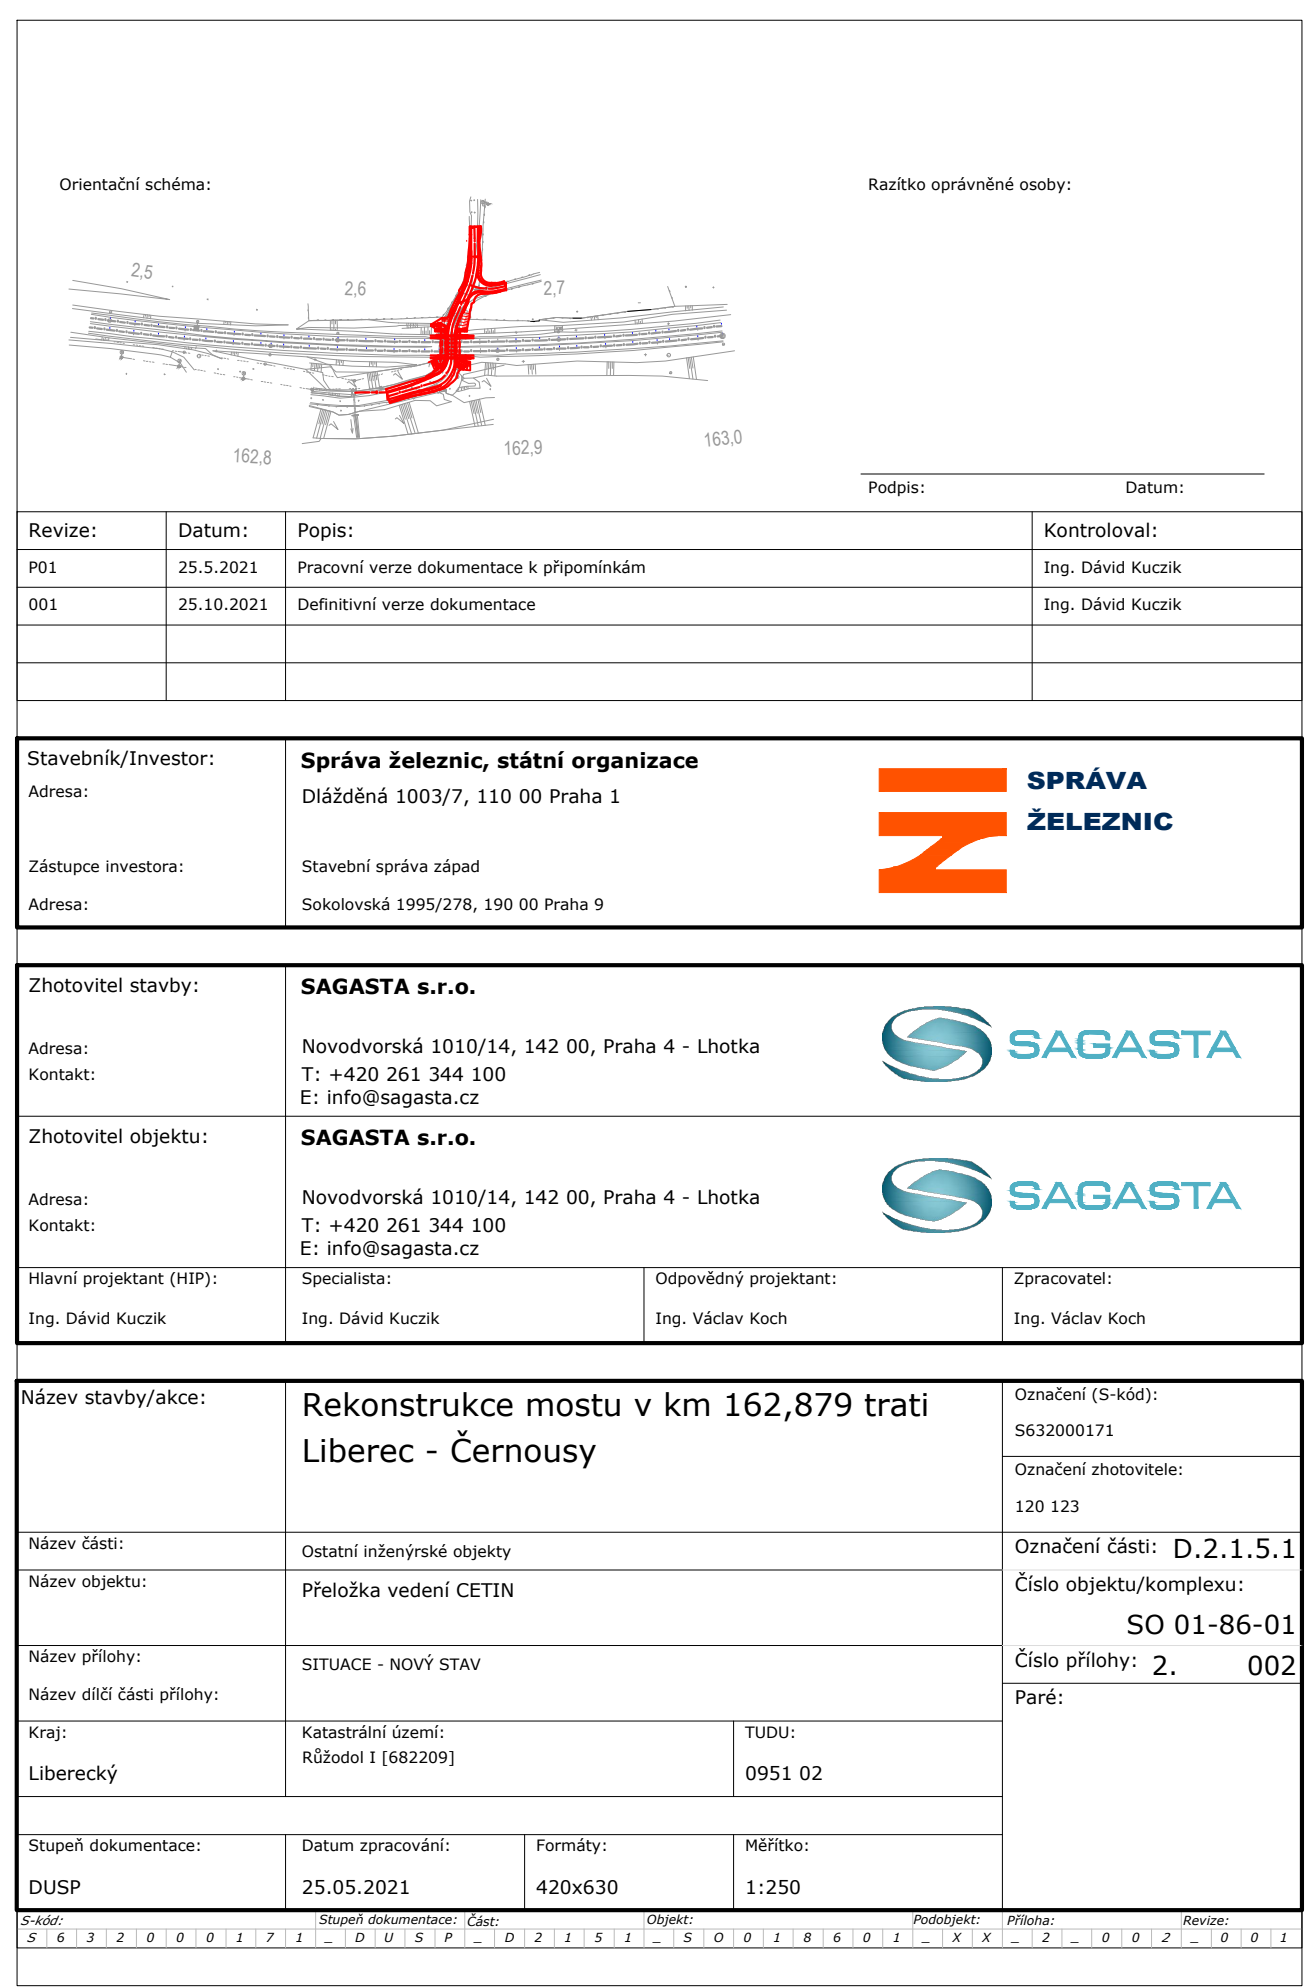 Orientační schéma:
Razítko oprávněné osoby:
2,5
2,6
2,7
162,8
162,9
163,0
Podpis:
Datum:
Revize: Datum: Popis: Kontroloval:
P01 25.5.2021 Pracovní verze dokumentace k připomínkám Ing. Dávid Kuczik
001 25.10.2021 Definitivní verze dokumentace Ing. Dávid Kuczik
Stavebník/Investor: Správa železnic, státní organizace
Adresa: Dlážděná 1003/7, 110 00 Praha 1
SPRÁVA
ŽELEZNIC
Zástupce investora: Stavební správa západ
Adresa: Sokolovská 1995/278, 190 00 Praha 9
Zhotovitel stavby: SAGASTA s.r.o.
Adresa: Novodvorská 1010/14, 142 00, Praha 4 - Lhotka
SAGASTA
Kontakt: T: +420 261 344 100
E: info@sagasta.cz
Zhotovitel objektu: SAGASTA s.r.o.
Adresa: Novodvorská 1010/14, 142 00, Praha 4 - Lhotka
SAGASTA
Kontakt: T: +420 261 344 100
E: info@sagasta.cz
Hlavní projektant (HIP): Specialista: Odpovědný projektant: Zpracovatel:
Ing. Dávid Kuczik Ing. Dávid Kuczik Ing. Václav Koch Ing. Václav Koch
Název stavby/akce: Rekonstrukce mostu v km 162,879 trati
Liberec - Černousy
Označení (S-kód):
S632000171
Označení zhotovitele:
120 123
Název části: Ostatní inženýrské objekty Označení části: D.2.1.5.1
Název objektu: Přeložka vedení CETIN Číslo objektu/komplexu:
SO 01-86-01
Název přílohy: SITUACE - NOVÝ STAV Číslo přílohy: 2. 002
Název dílčí části přílohy: Paré:
Kraj: Katastrální území: TUDU:
Růžodol I [682209]
Liberecký 0951 02
Stupeň dokumentace: Datum zpracování: Formáty: Měřítko:
DUSP 25.05.2021 420x630 1:250
S-kód: Stupeň dokumentace: Část: Objekt: Podobjekt: Příloha: Revize:
S 6 3 2 0 0 0 1 7 1 _ D U S P _ D 2 1 5 1 _ S O 0 1 8 6 0 1 _ X X _ 2 _ 0 0 2 _ 0 0 1